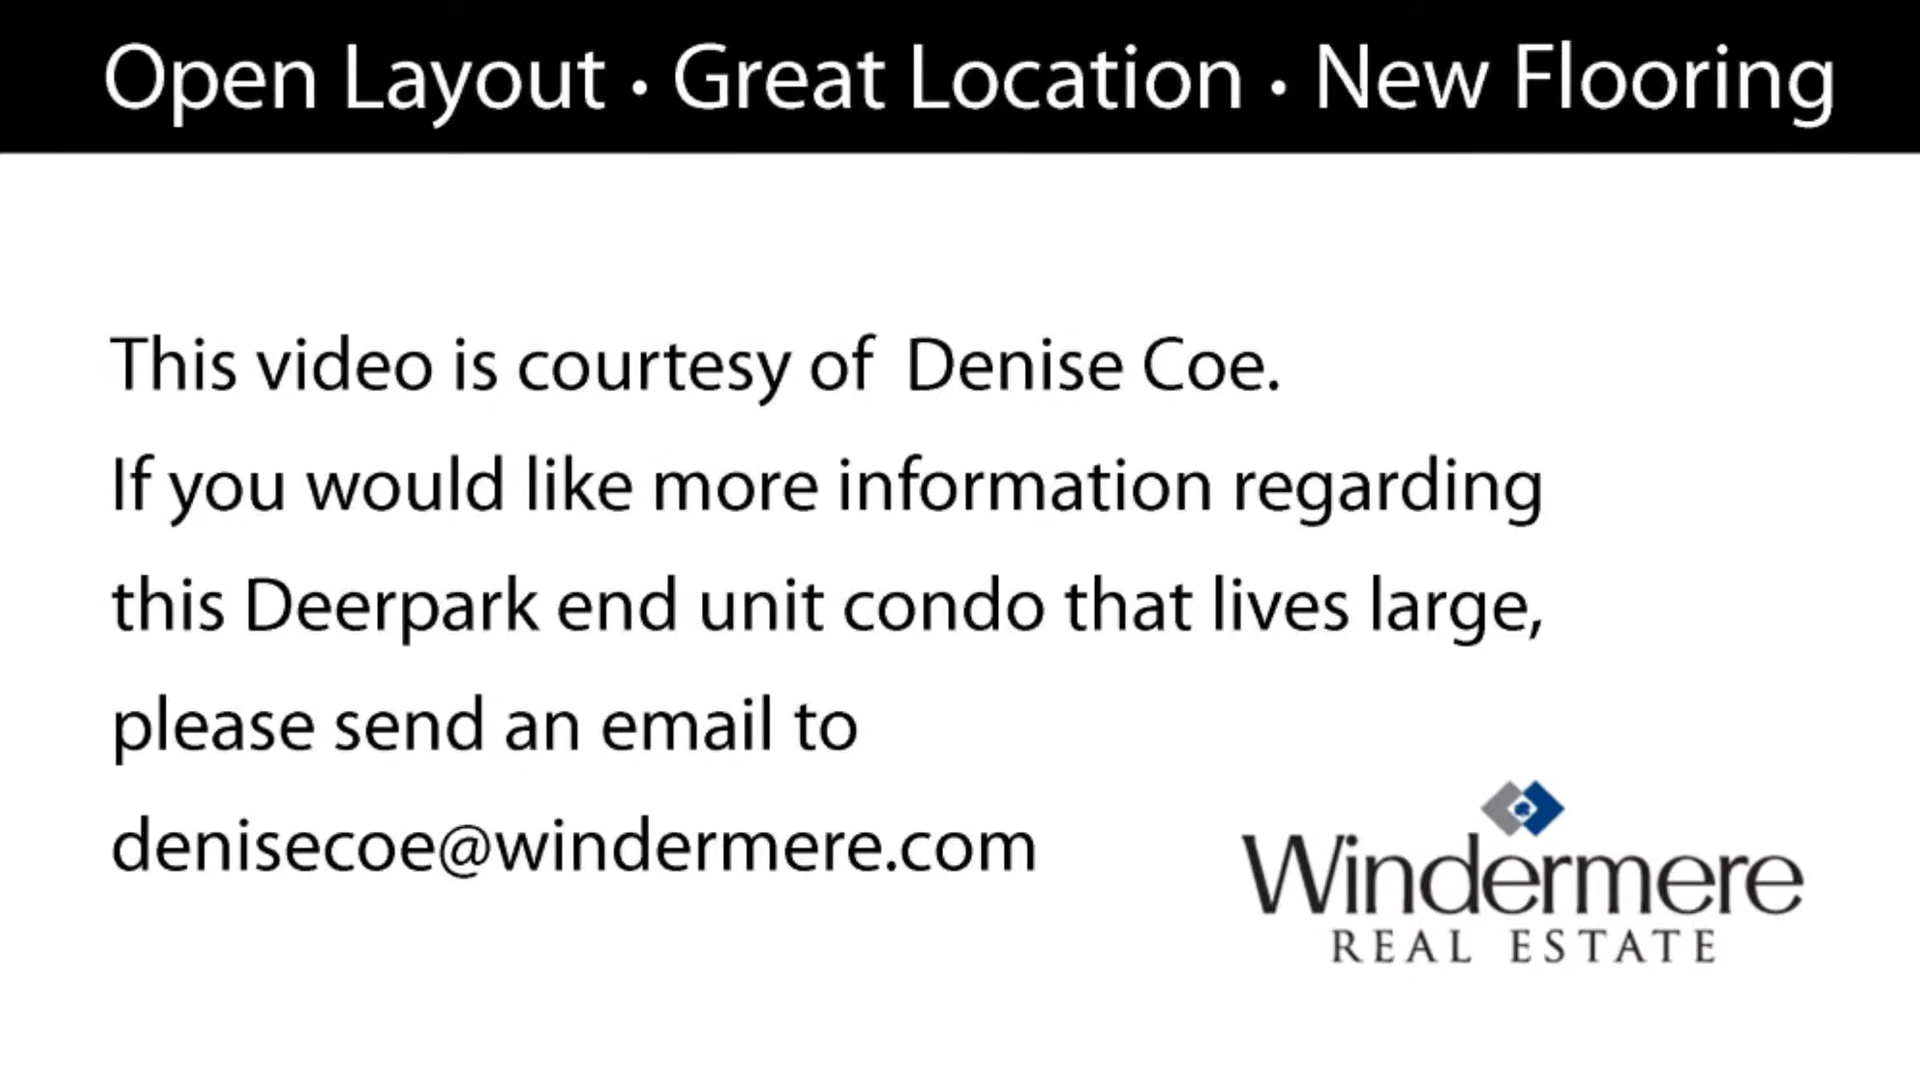 Open Layout • Great Location • New Flooring
This video is courtesy of Denise Coe.
If you would like more information regarding
this Deerpark end unit condo that lives large,
please send an email to
denisecoe@windermere.com
Windermere
REAL ESTATE